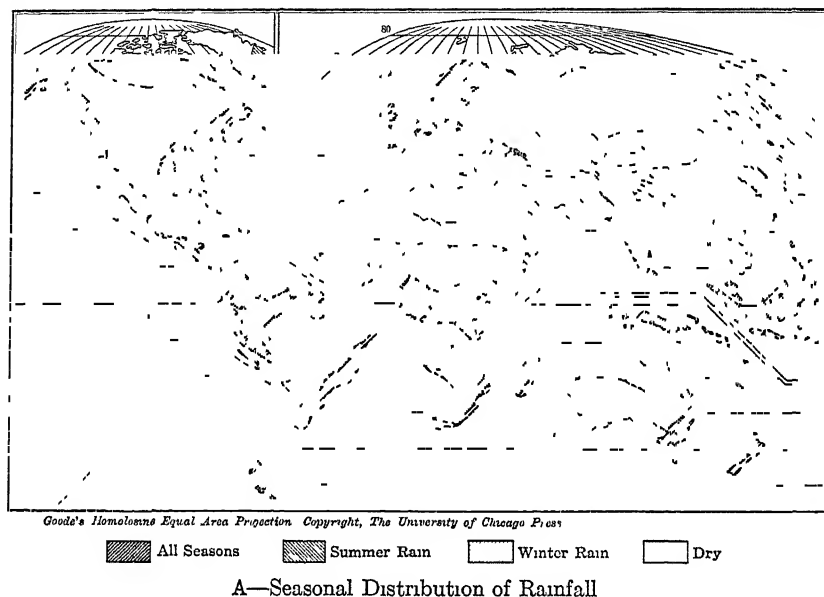 80
Goode's Homolosine Equal Area Projection Copyright, The University of Chicago Press
All Seasons Summer Rain Winter Rain Dry
A—Seasonal Distribution of Rainfall